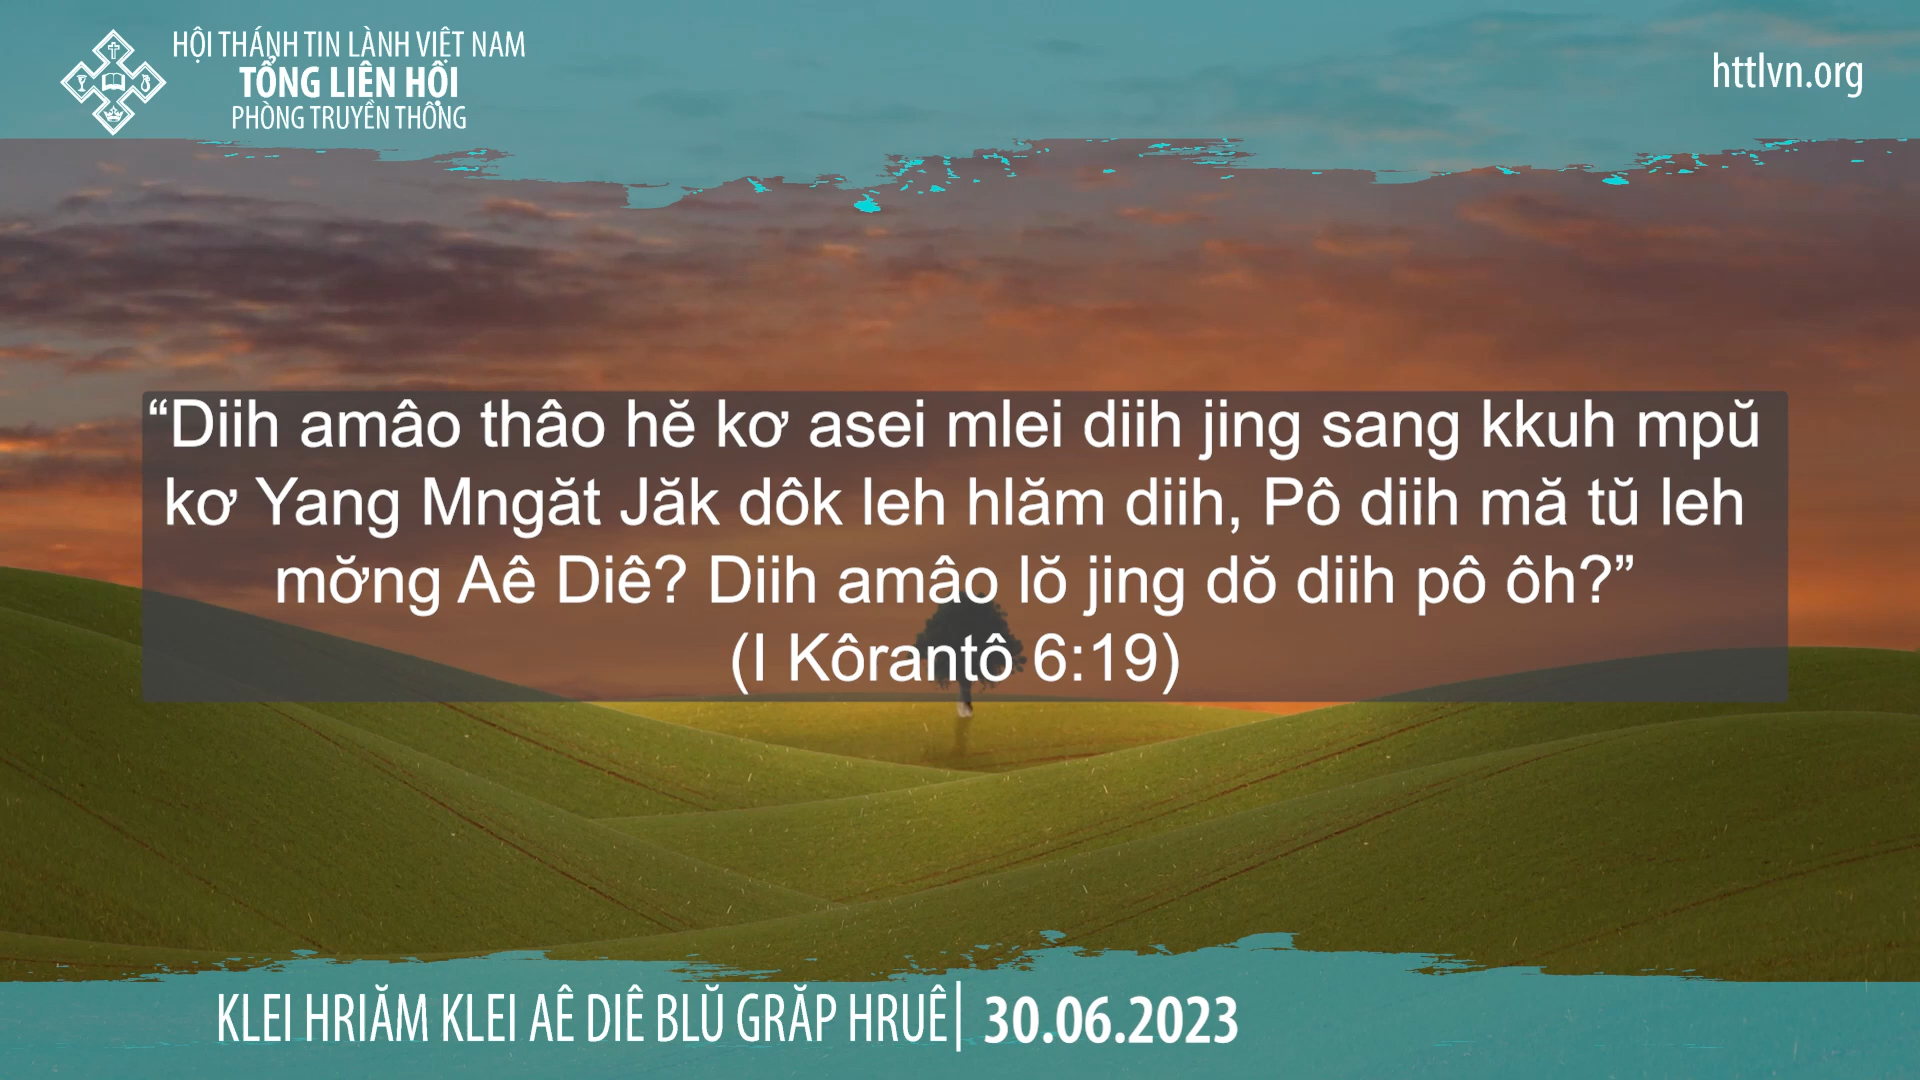 HỘI THÁNH TIN LÀNH VIỆT NAM
TỔNG LIÊN HỘI
PHÒNG TRUYỀN THÔNG
httlvn.org
“Diih amâo thâo hĕ kơ asei mlei diih jing sang kkuh mpŭ
kơ Yang Mngăt Jăk dôk leh hlăm diih, Pô diih mă tŭ leh
mơ̆ng Aê Diê? Diih amâo lŏ jing dŏ diih pô ôh?”
(I Kôrantô 6:19)
KLEI HRIĂM KLEI AÊ DIÊ BLŬ GRĂP HRUÊ| 30.06.2023